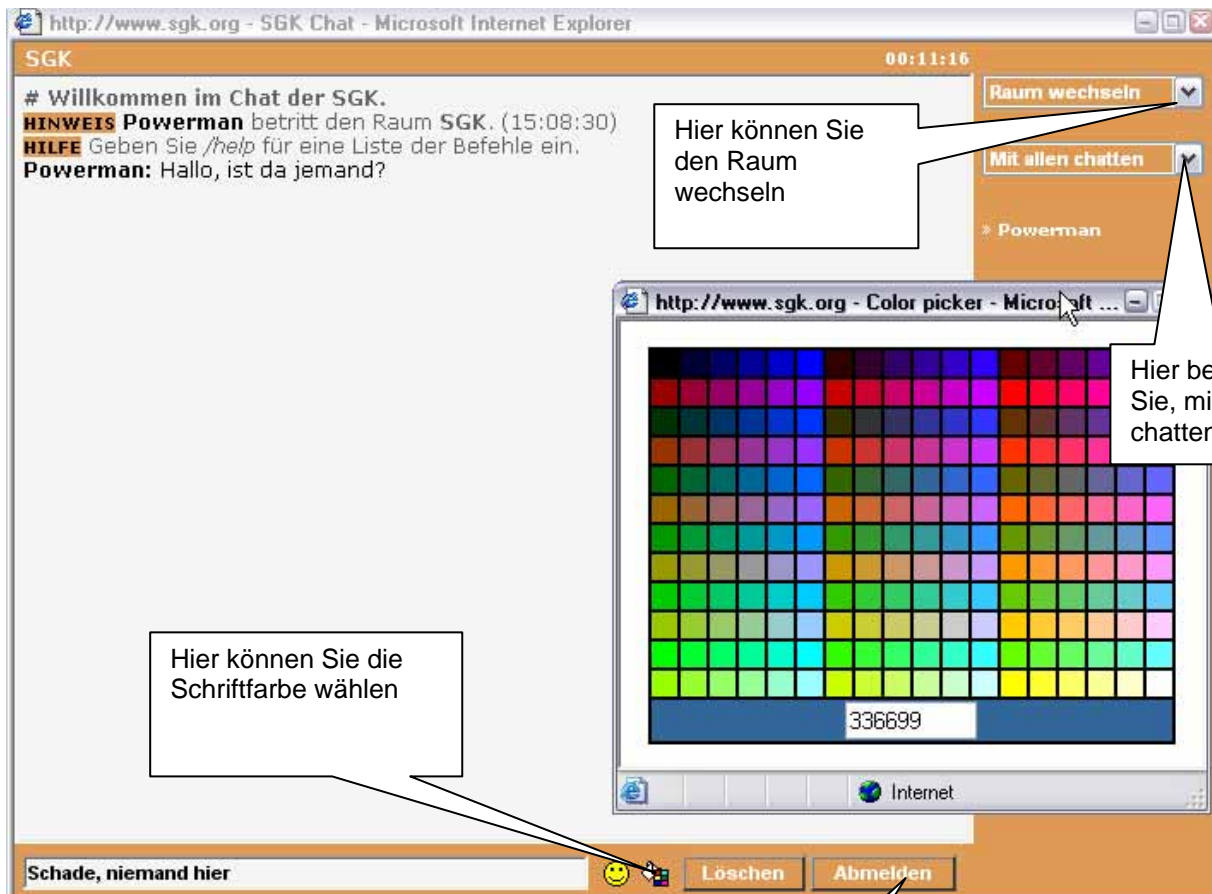 http://www.sgk.org - SGK Chat - Microsoft Internet Explorer
SGK
00:11:16
# Willkommen im Chat der SGK.
HINWEIS Powerman betritt den Raum SGK. (15:08:30)
HILFE Geben Sie /help für eine Liste der Befehle ein.
Powerman: Hallo, ist da jemand?
Hier können Sie
den Raum
wechseln
Raum wechseln
Mit allen chatten
» Powerman
http://www.sgk.org - Color picker - Microsoft ...
Hier
Sie,
336699
Internet
Hier können Sie die
Schriftfarbe wählen
Schade, niemand hier
Löschen
Abmelden